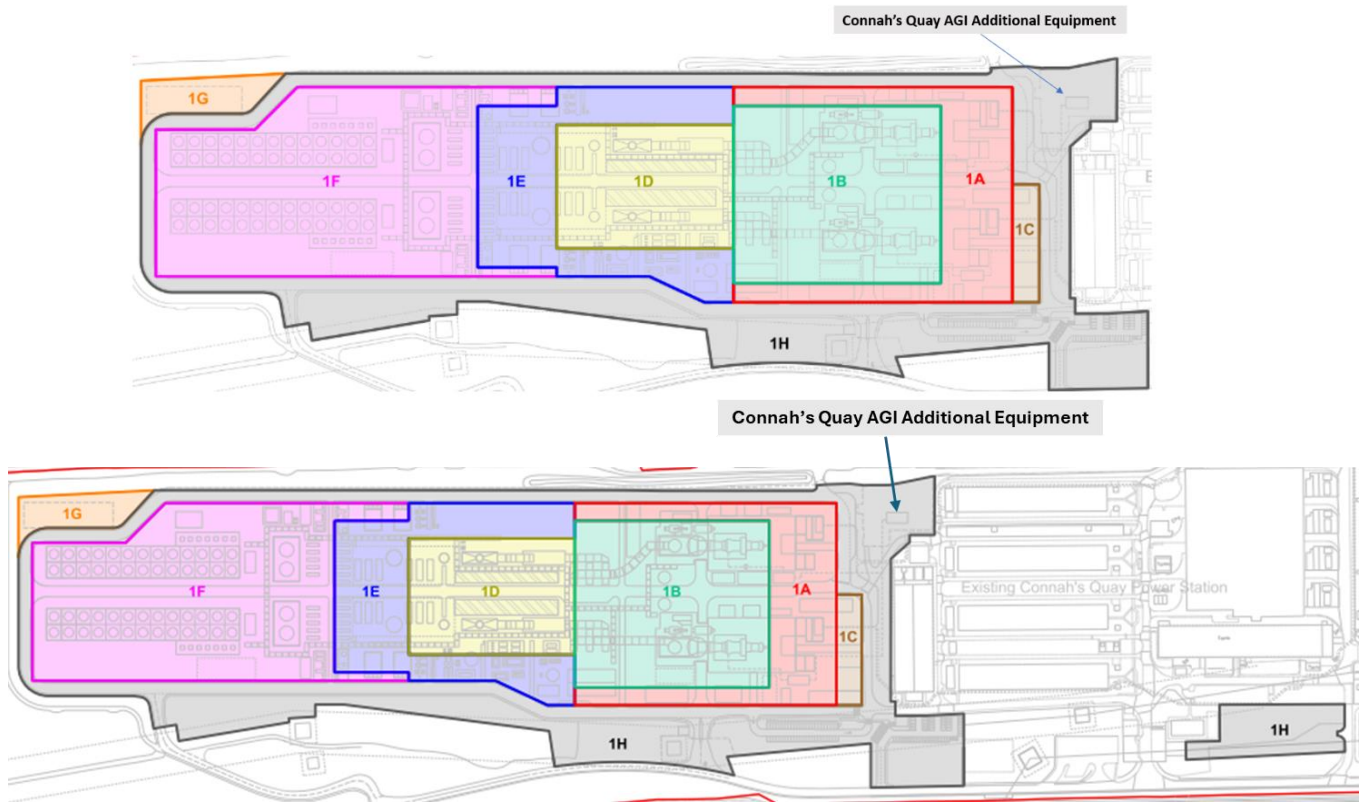 Connah's Quay AGI Additional Equipment
1G
1F
1E
1D
1B
1A
1C
1H
Connah's Quay AGI Additional Equipment
1G
1F
1E
1D
1B
1A
1C
Existing Connah's Quay Power Station
1H
1H